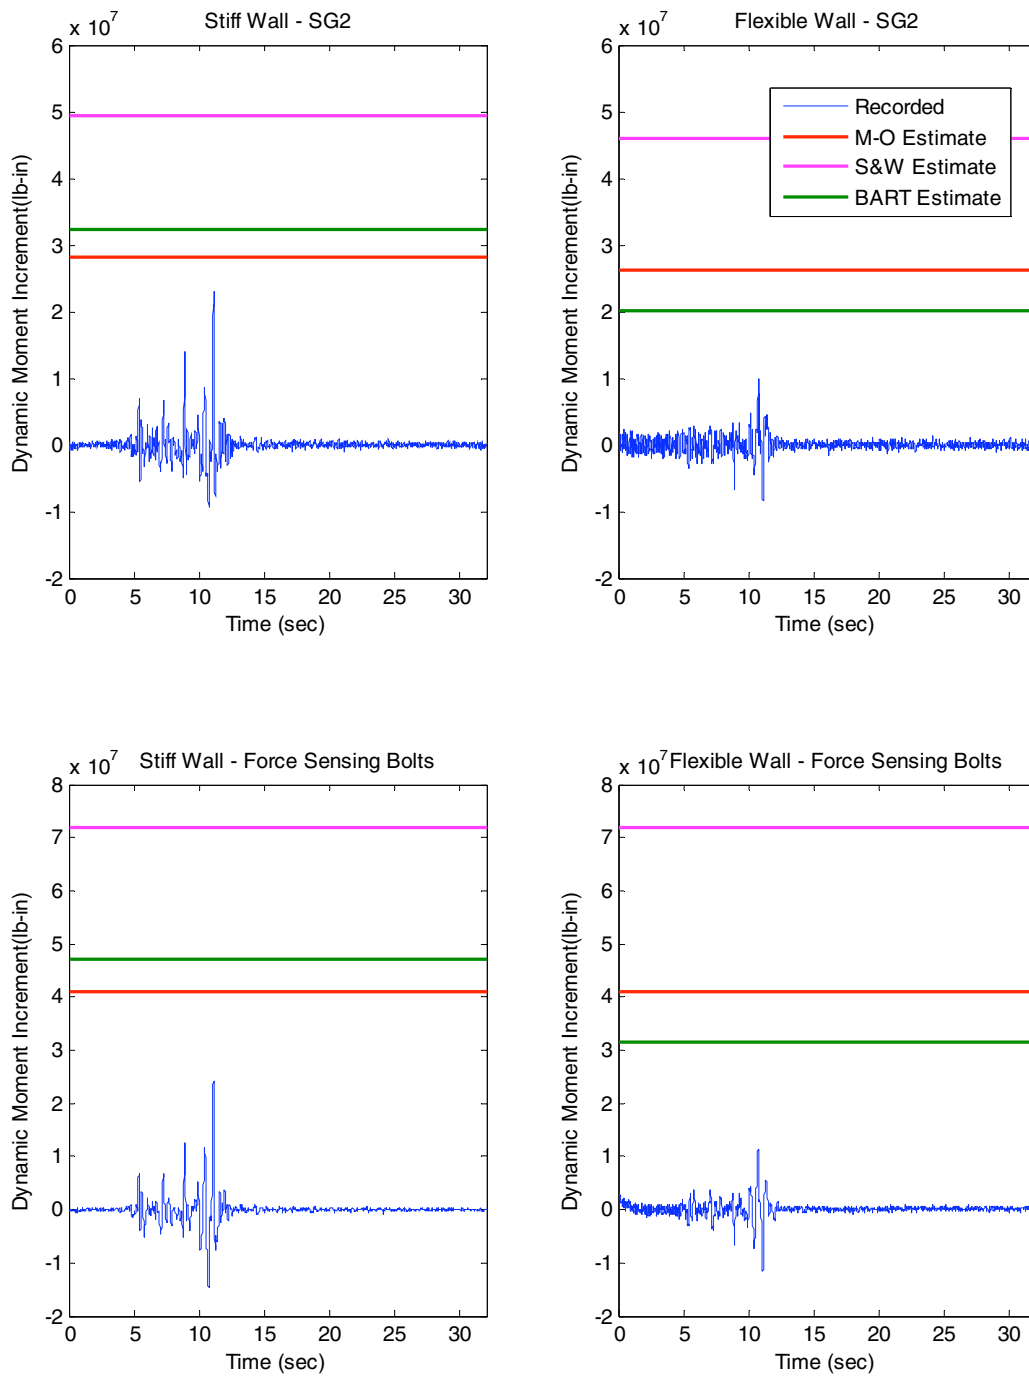 x 10^7
Stiff Wall - SG2
6
5
4
3
2
1
0
-1
-2
Dynamic Moment Increment(lb-in)
0 5 10 15 20 25 30
Time (sec)
x 10^7
Flexible Wall - SG2
6
5
4
3
2
1
0
-1
-2
Dynamic Moment Increment(lb-in)
Recorded
M-O Estimate
S&W Estimate
BART Estimate
0 5 10 15 20 25 30
Time (sec)
x 10^7
Stiff Wall - Force Sensing Bolts
8
7
6
5
4
3
2
1
0
-1
-2
Dynamic Moment Increment(lb-in)
0 5 10 15 20 25 30
Time (sec)
x 10^7
Flexible Wall - Force Sensing Bolts
8
7
6
5
4
3
2
1
0
-1
-2
Dynamic Moment Increment(lb-in)
0 5 10 15 20 25 30
Time (sec)